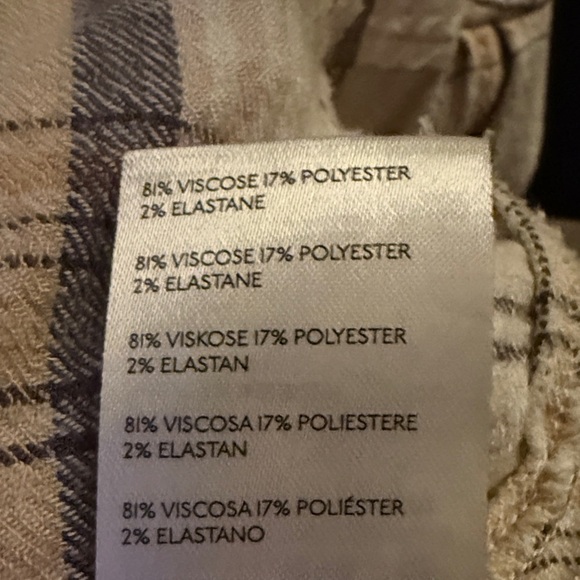 81% VISCOSE 17% POLYESTER
2% ELASTANE
81% VISCOSE 17% POLYESTER
2% ELASTANE
81% VISKOSE 17% POLYESTER
2% ELASTAN
81% VISCOSA 17% POLIESTERE
2% ELASTAN
81% VISCOSA 17% POLIÉSTER
2% ELASTANO